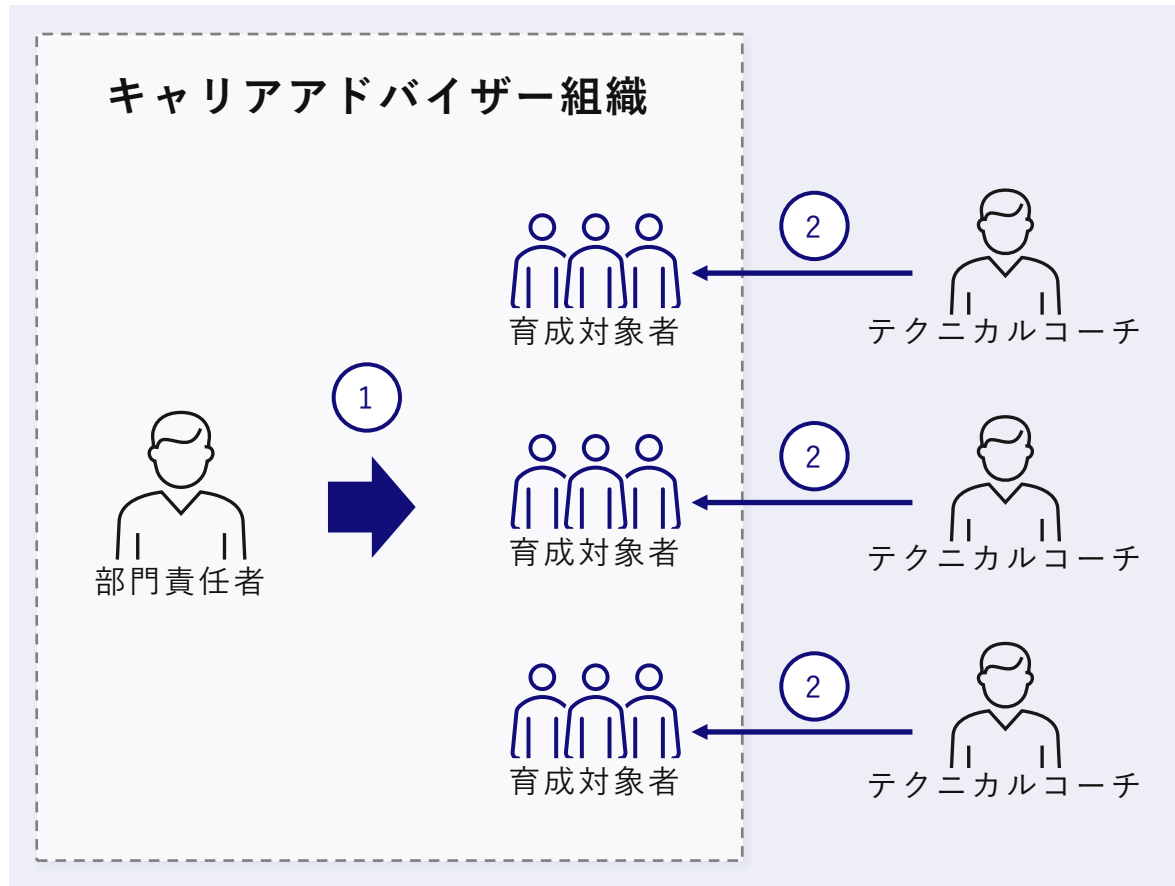 キャリアアドバイザー組織
2
育成対象者
テクニカルコーチ
1
部門責任者
2
育成対象者
テクニカルコーチ
2
育成対象者
テクニカルコーチ